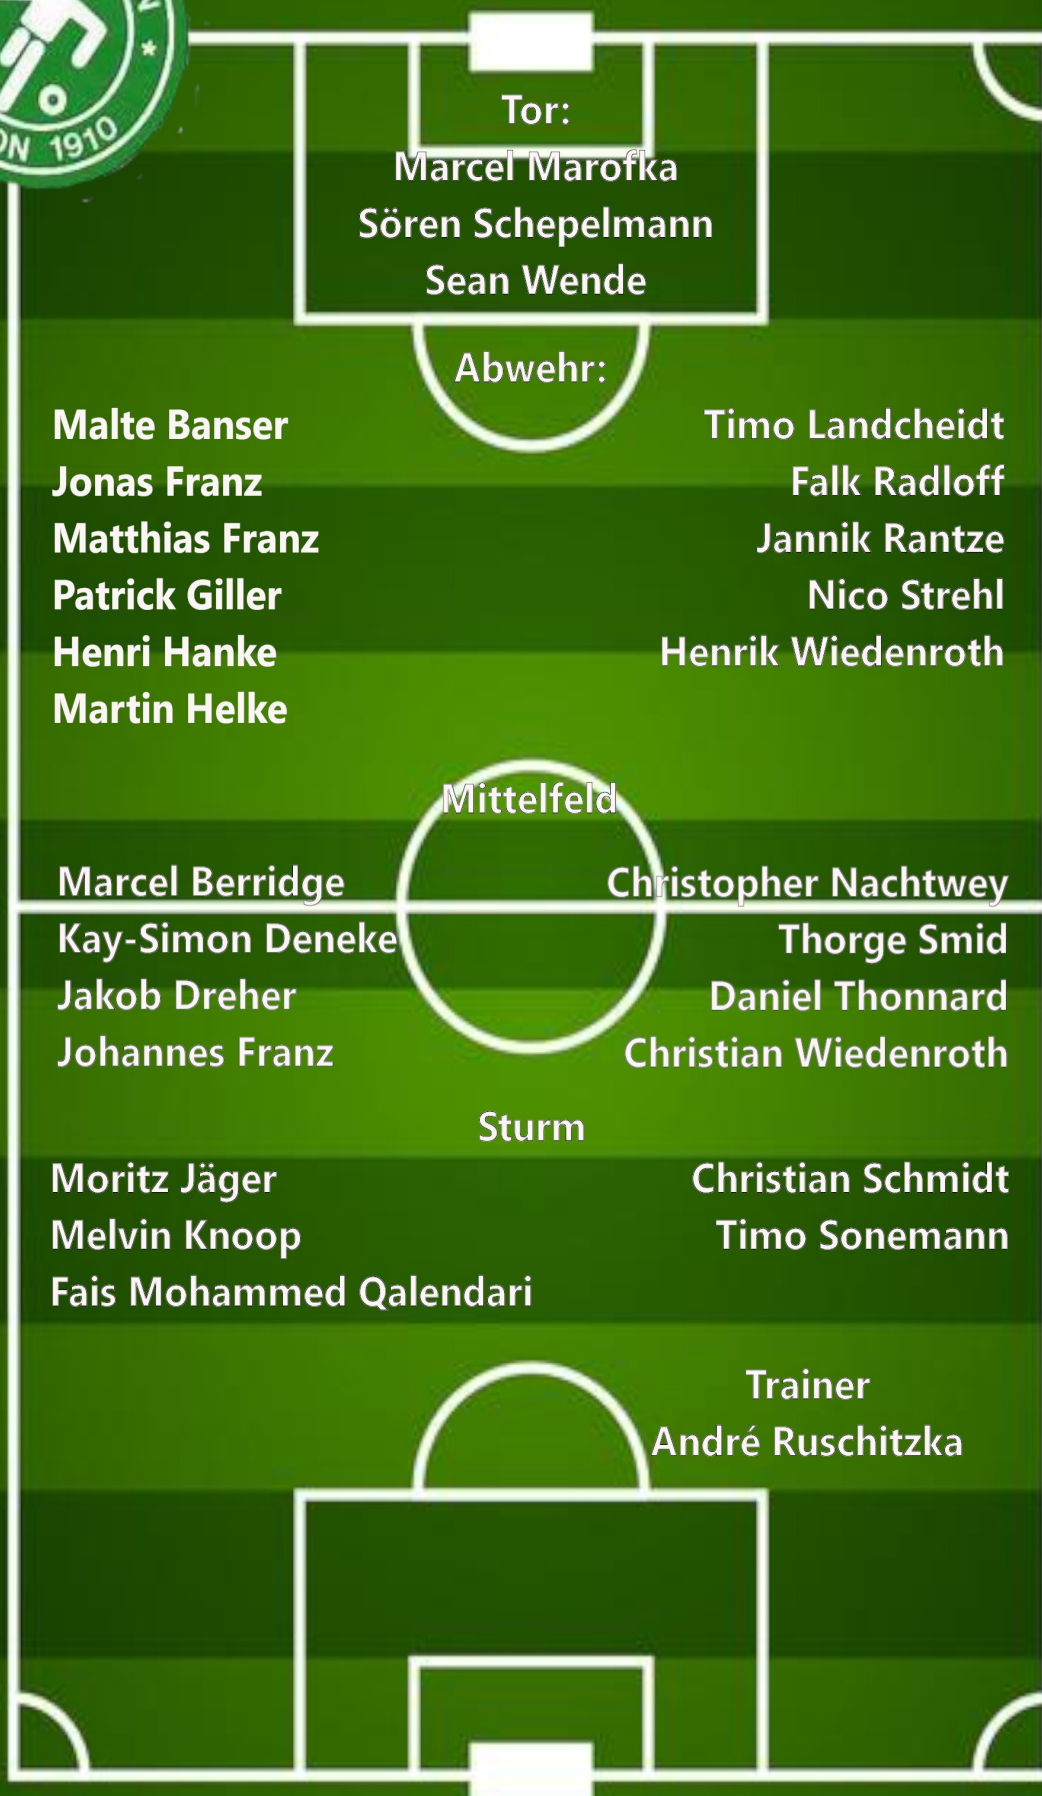 ON 1910 *
Tor:
Marcel Marofka
Sören Schepelmann
Sean Wende
Abwehr:
Malte Banser
Jonas Franz
Matthias Franz
Patrick Giller
Henri Hanke
Martin Helke
Timo Landcheidt
Falk Radloff
Jannik Rantze
Nico Strehl
Henrik Wiedenroth
Mittelfeld
Marcel Berridge
Kay-Simon Deneke
Jakob Dreher
Johannes Franz
Christopher Nachtwey
Thorge Smid
Daniel Thonnard
Christian Wiedenroth
Sturm
Moritz Jäger
Melvin Knoop
Fais Mohammed Qalendari
Christian Schmidt
Timo Sonemann
Trainer
André Ruschitzka